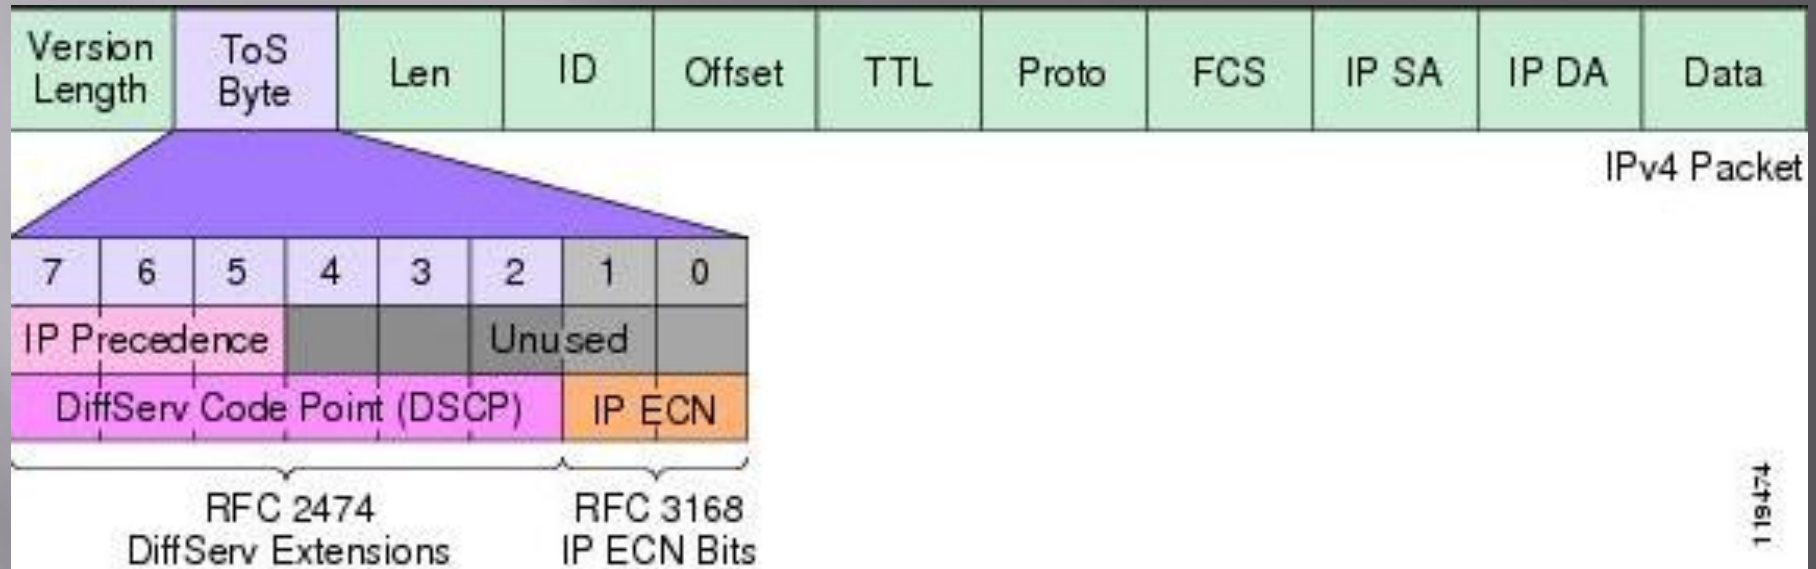 Version Length ToS Byte Len ID Offset TTL Proto FCS IP SA IP DA Data
IPv4 Packet
7 6 5 4 3 2 1 0
IP Precedence Unused
DiffServ Code Point (DSCP) IP ECN
RFC 2474 RFC 3168
DiffServ Extensions IP ECN Bits
119474